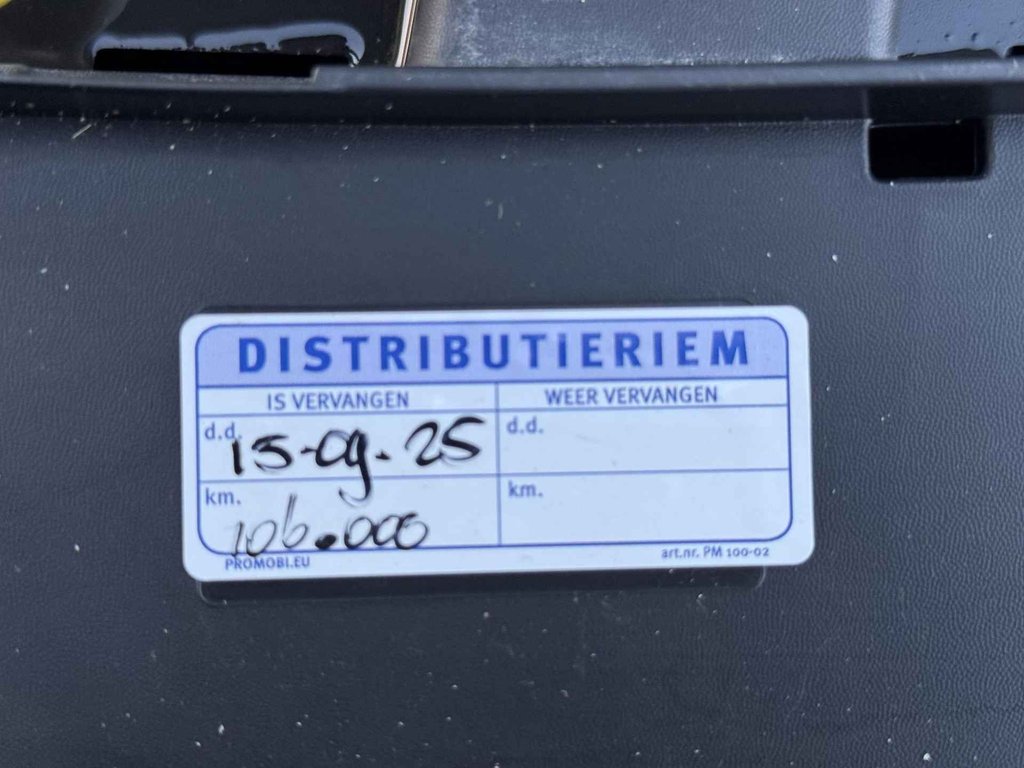 DISTRIBUTIERIEM
IS VERVANGEN WEER VERVANGEN
d.d. 15-09.25 d.d.
km. 106.000 km.
PROMOBI.EU art.nr. PM 100-02